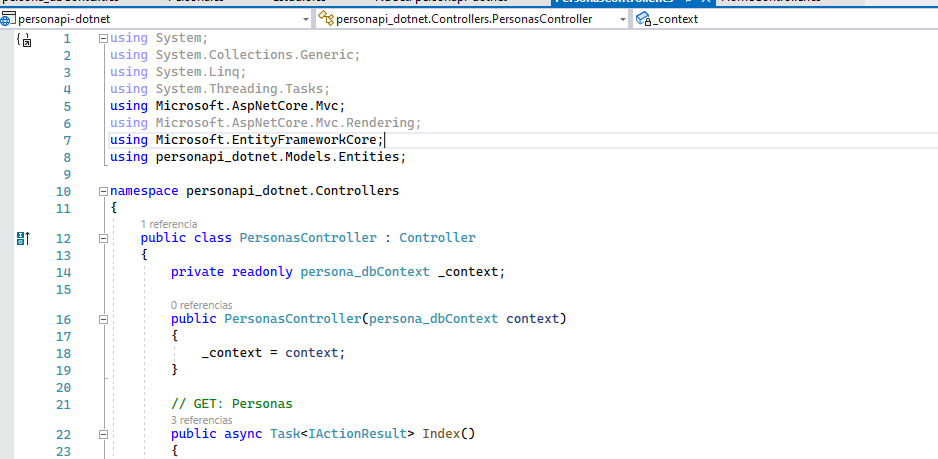 PersonasControlles
personapi-dotnet
personapi_dotnet.Controllers.PersonasController
_context
1 using System;
2 using System.Collections.Generic;
3 using System.Linq;
4 using System.Threading.Tasks;
5 using Microsoft.AspNetCore.Mvc;
6 using Microsoft.AspNetCore.Mvc.Rendering;
7 using Microsoft.EntityFrameworkCore;
8 using personapi_dotnet.Models.Entities;
9
10 namespace personapi_dotnet.Controllers
11 {
1 referencia
12 public class PersonasController : Controller
13 {
14 private readonly persona_dbContext _context;
15
0 referencias
16 public PersonasController(persona_dbContext context)
17 {
18 _context = context;
19 }
20
21 // GET: Personas
3 referencias
22 public async Task<IActionResult> Index()
23 {